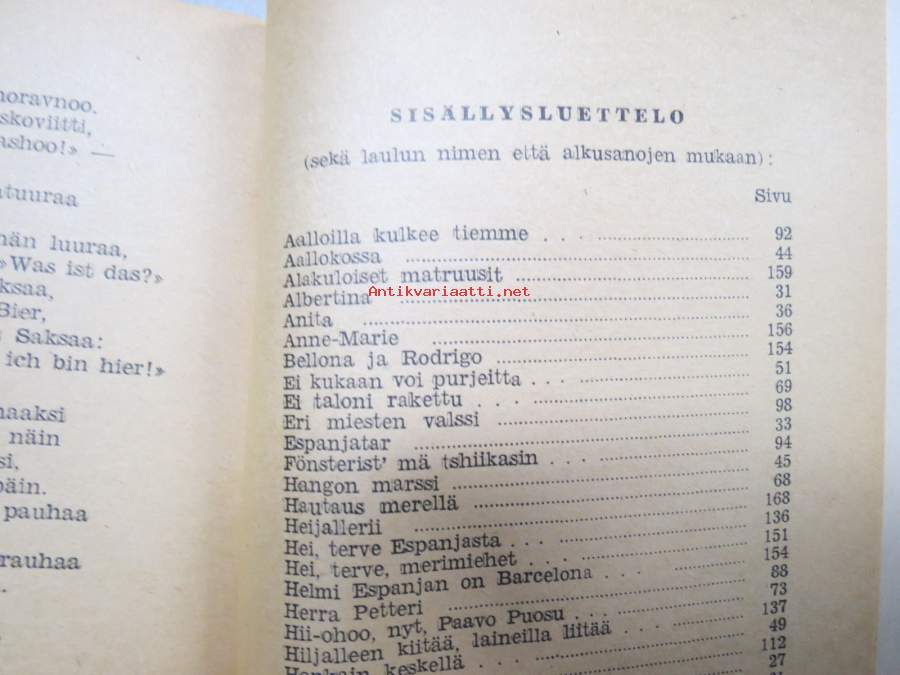 noravnoo.
skoviitti,
ashoo!» —
atuuraa
hän luuraa,
»Was ist das?»
ksaa,
Bier,
Saksaa:
ich bin hier!»
naaksi
näin
si,
päin.
pauhaa
rauhaa
SISÄLLYSLUETTELO
(sekä laulun nimen että alkusanojen mukaan):
Sivu
Aalloilla kulkee tiemme 92
Aallokossa 44
Alakuloiset matruusit 159
Antikvariaatti.net
Albertina 31
Anita 36
Anne-Marie 156
Bellona ja Rodrigo 154
Ei kukaan voi purjeitta 51
Ei taloni rakettu 69
Eri miesten valssi 98
Espanjatar 33
Fönsterist' mä tshiikasin 94
Hangon marssi 45
Hautaus merellä 68
Heijallerii 168
Hei, terve Espanjasta 136
Hei, terve, merimiehet 151
Helmi Espanjan on Barcelona 154
Herra Petteri 88
Hii-ohoo, nyt, Paavo Puosu 73
Hiljalleen kiitää, laineilla liitää 137
keskellä 49
112
27